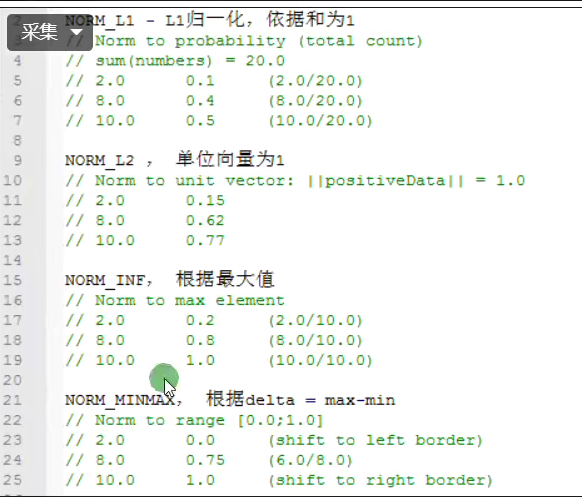 采集
2 NORM_L1 - L1归一化，依据和为1
3 // Norm to probability (total count)
4 // sum(numbers) = 20.0
5 // 2.0 0.1 (2.0/20.0)
6 // 8.0 0.4 (8.0/20.0)
7 // 10.0 0.5 (10.0/20.0)
8
9 NORM_L2 ， 单位向量为1
10 // Norm to unit vector: ||positiveData|| = 1.0
11 // 2.0 0.15
12 // 8.0 0.62
13 // 10.0 0.77
14
15 NORM_INF， 根据最大值
16 // Norm to max element
17 // 2.0 0.2 (2.0/10.0)
18 // 8.0 0.8 (8.0/10.0)
19 // 10.0 1.0 (10.0/10.0)
20
21 NORM_MINMAX， 根据delta = max-min
22 // Norm to range [0.0;1.0]
23 // 2.0 0.0 (shift to left border)
24 // 8.0 0.75 (6.0/8.0)
25 // 10.0 1.0 (shift to right border)